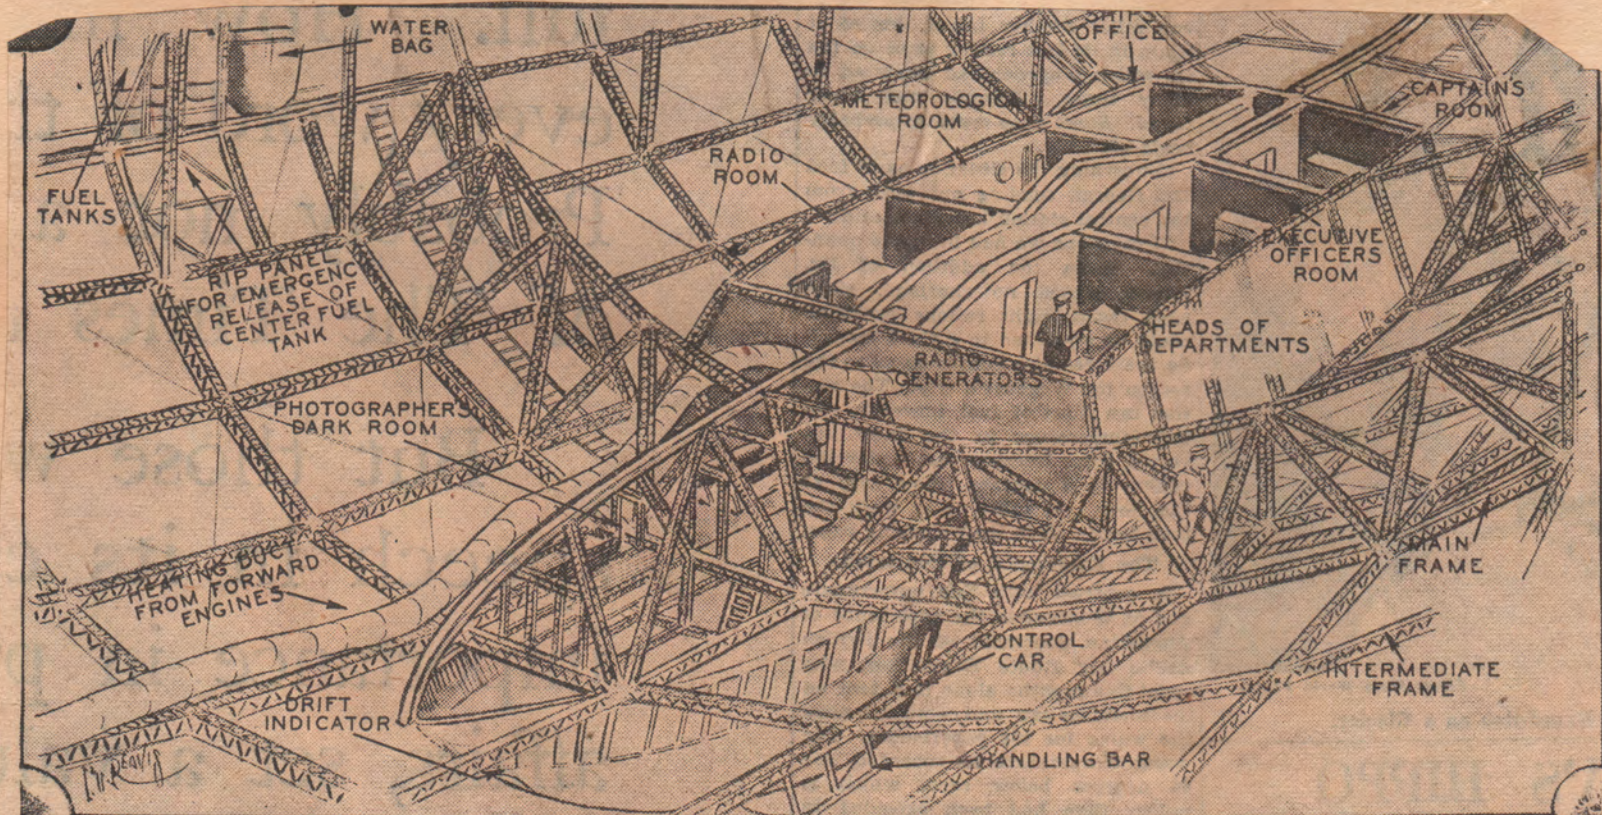 WATER
BAG
SHIPS
OFFICE
METEOROLOGICAL
ROOM
CAPTAINS
ROOM
RADIO
ROOM
FUEL
TANKS
RIP PANEL
FOR EMERGENC
RELEASE OF
CENTER FUEL
TANK
EXECUTIVE
OFFICERS
ROOM
HEADS OF
DEPARTMENTS
RADIO
GENERATORS
PHOTOGRAPHERS
DARK ROOM
HEATING DUCT
FROM FORWARD
ENGINES
MAIN
FRAME
CONTROL
CAR
INTERMEDIATE
FRAME
DRIFT
INDICATOR
HANDLING BAR